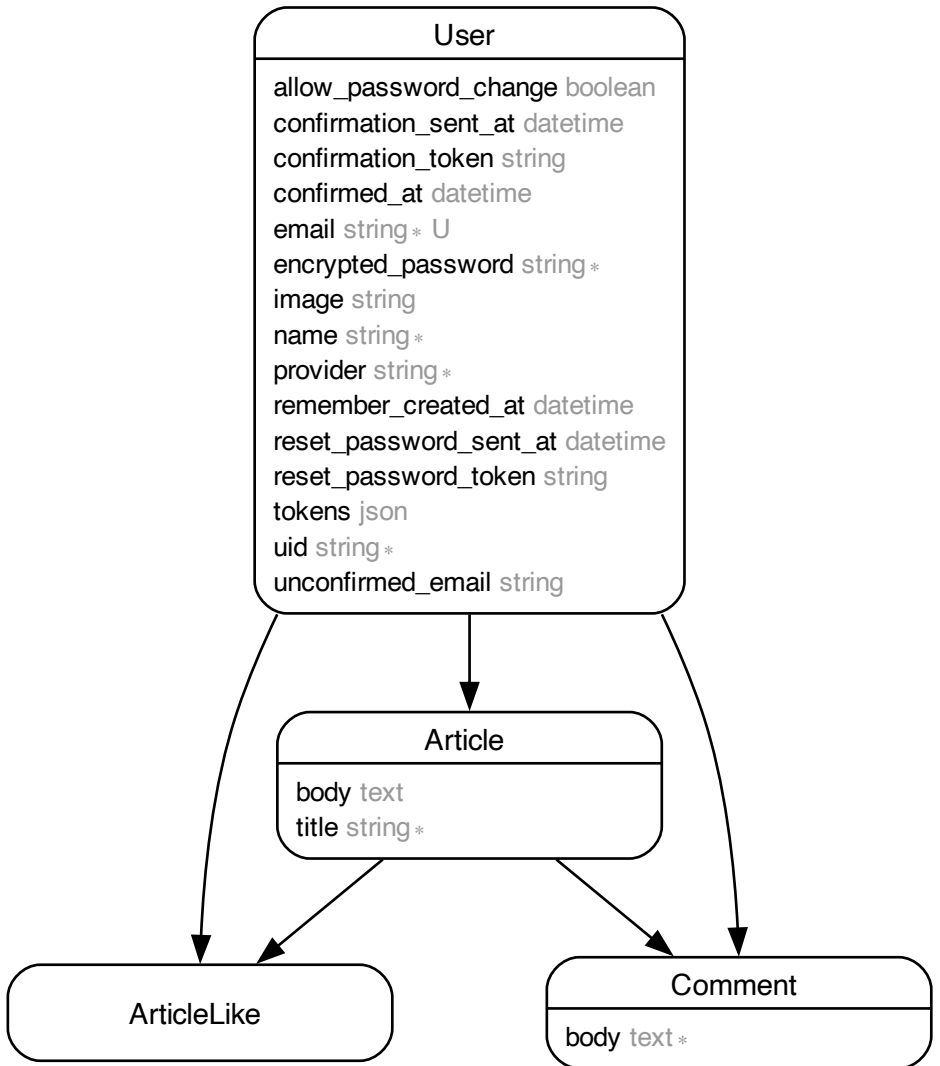 User
allow_password_change boolean
confirmation_sent_at datetime
confirmation_token string
confirmed_at datetime
email string* U
encrypted_password string*
image string
name string*
provider string*
remember_created_at datetime
reset_password_sent_at datetime
reset_password_token string
tokens json
uid string*
unconfirmed_email string
Article
body text
title string*
ArticleLike
Comment
body text*